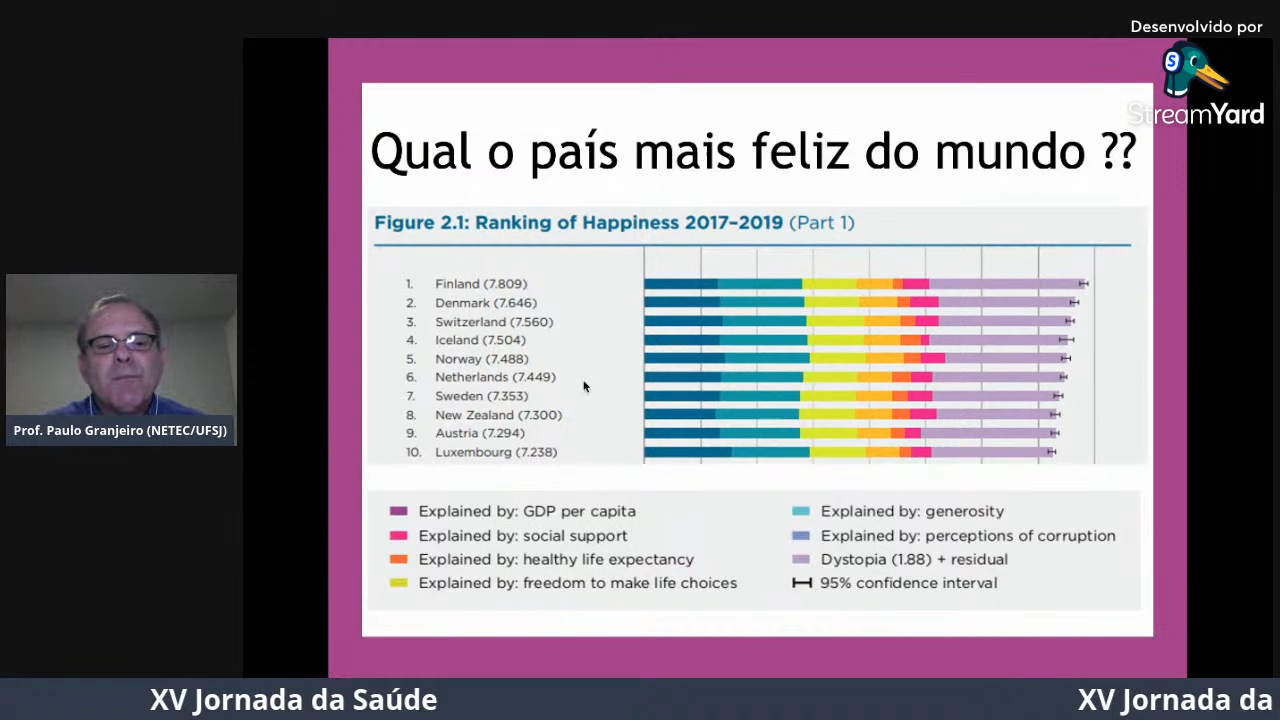 Desenvolvido por
S
StreamYard
Qual o país mais feliz do mundo ??
Figure 2.1: Ranking of Happiness 2017–2019 (Part 1)
1. Finland (7.809)
2. Denmark (7.646)
3. Switzerland (7.560)
4. Iceland (7.504)
5. Norway (7.488)
6. Netherlands (7.449)
7. Sweden (7.353)
8. New Zealand (7.300)
9. Austria (7.294)
10. Luxembourg (7.238)
Explained by: GDP per capita
Explained by: social support
Explained by: healthy life expectancy
Explained by: freedom to make life choices
Explained by: generosity
Explained by: perceptions of corruption
Dystopia (1.88) + residual
95% confidence interval
Prof. Paulo Granjeiro (NETEC/UFSJ)
XV Jornada da Saúde
XV Jornada da